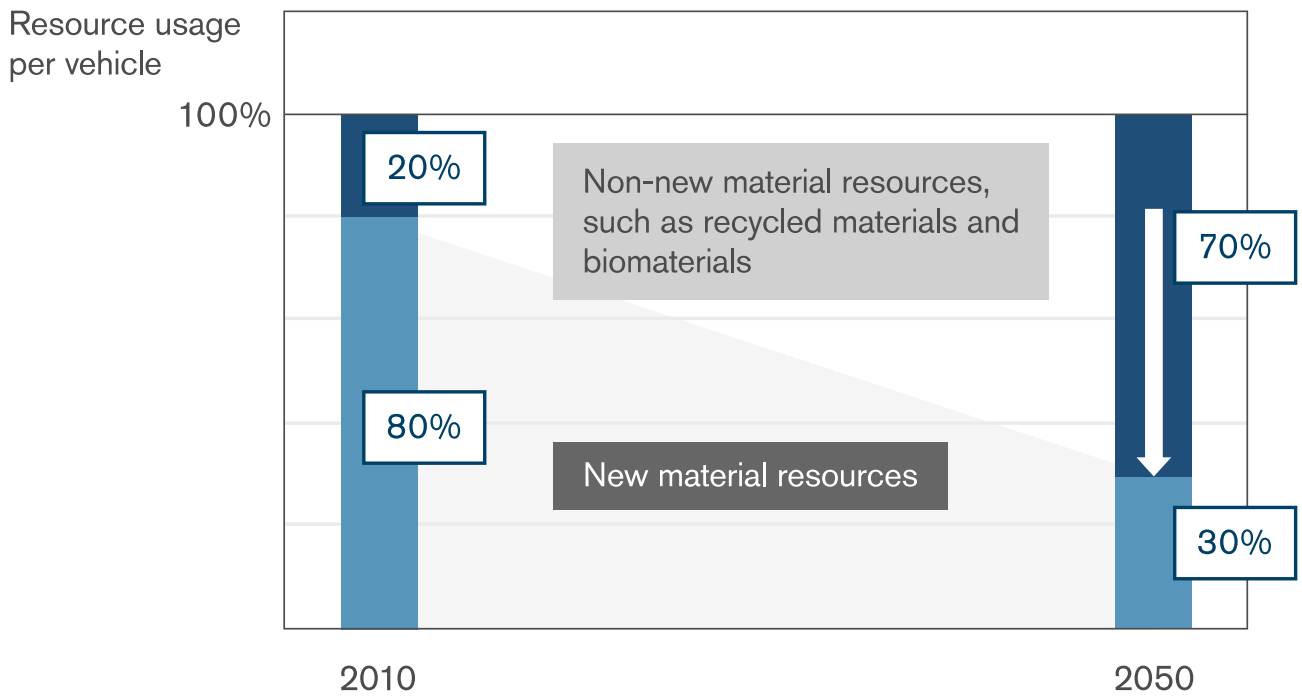 Resource usage
per vehicle
100%
20%
Non-new material resources,
such as recycled materials and
biomaterials
70%
80%
New material resources
30%
2010
2050